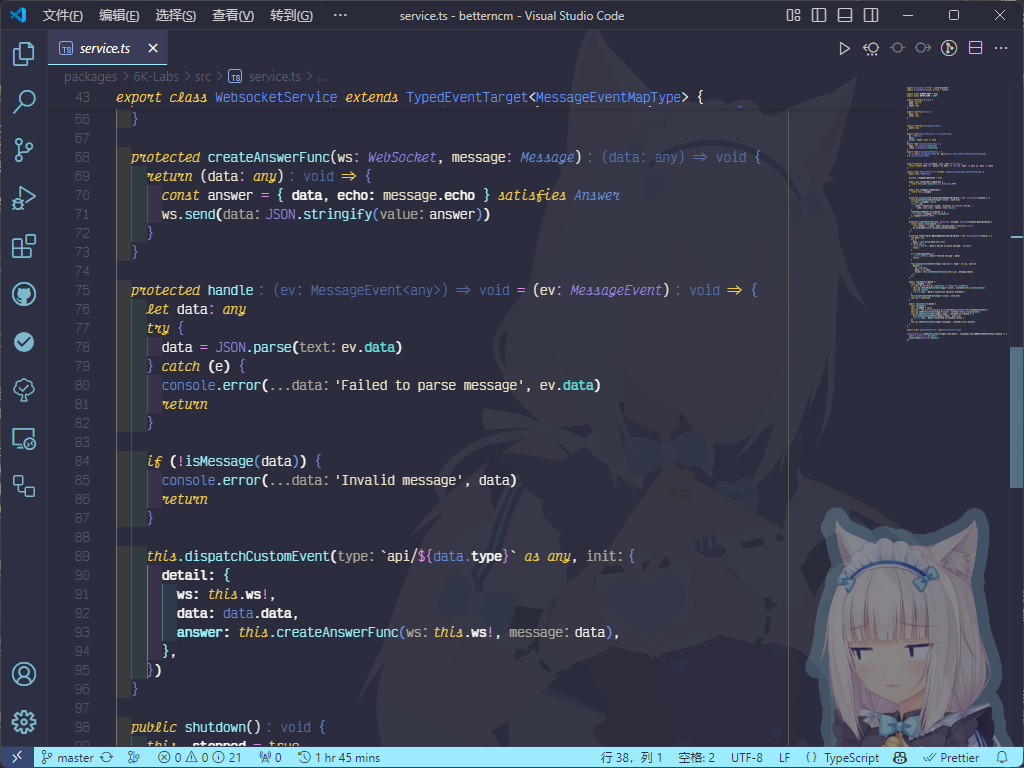 文件(F) 编辑(E) 选择(S) 查看(V) 转到(G) ··· service.ts - betterncm - Visual Studio Code
TS service.ts
packages > 6K-Labs > src > TS service.ts > ...
43 export class WebsocketService extends TypedEventTarget<MessageEventMapType> {
66 }
67
68 protected createAnswerFunc(ws: WebSocket, message: Message) : (data: any) => void {
69 return (data: any) : void => {
70 const answer = { data, echo: message.echo } satisfies Answer
71 ws.send(data: JSON.stringify(value: answer))
72 }
73 }
74
75 protected handle : (ev: MessageEvent<any>) => void = (ev: MessageEvent) : void => {
76 let data: any
77 try {
78 data = JSON.parse(text: ev.data)
79 } catch (e) {
80 console.error(...data: 'Failed to parse message', ev.data)
81 return
82 }
83
84 if (!isMessage(data)) {
85 console.error(...data: 'Invalid message', data)
86 return
87 }
88
89 this.dispatchCustomEvent(type: `api/${data.type}` as any, init: {
90 detail: {
91 ws: this.ws!,
92 data: data.data,
93 answer: this.createAnswerFunc(ws: this.ws!, message: data),
94 },
95 })
96 }
97
98 public shutdown() : void {
99 this.stopped = true
master 0 0 21 0 1 hr 45 mins 行 38，列 1 空格: 2 UTF-8 LF { } TypeScript Prettier